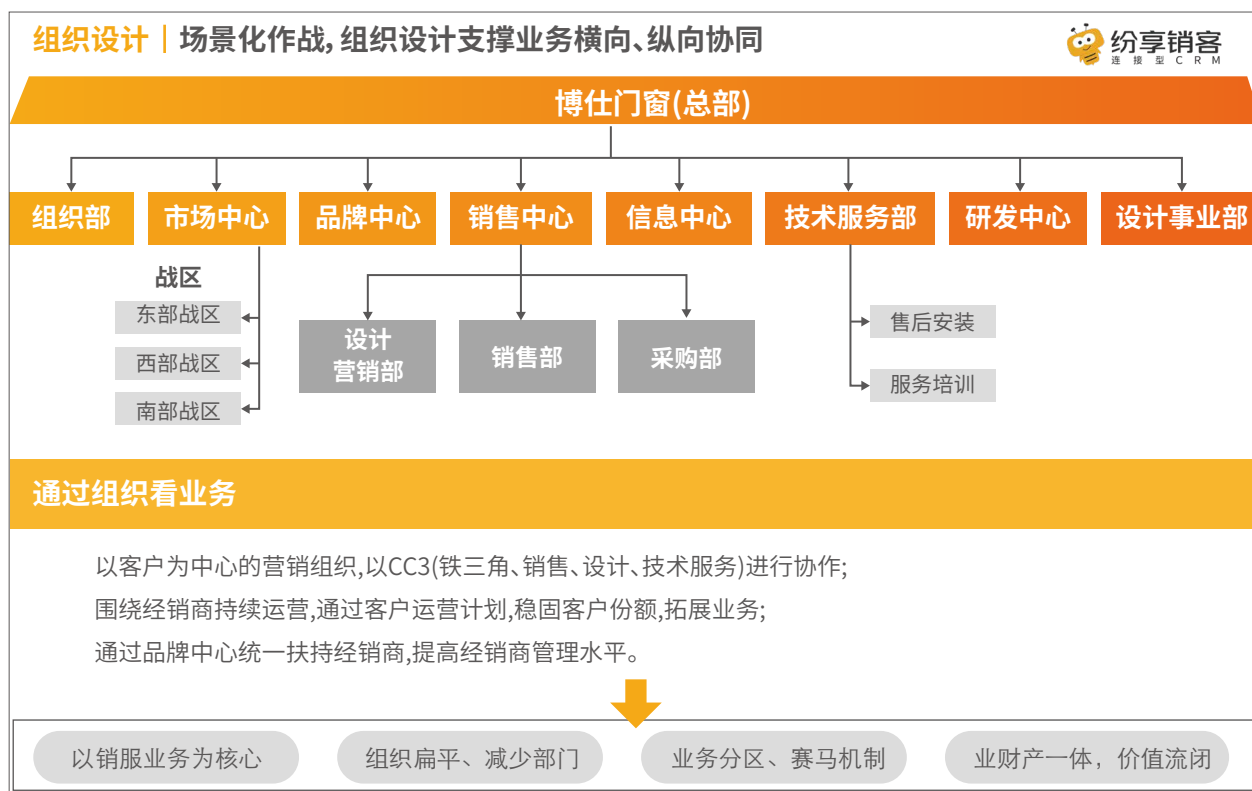 组织设计｜场景化作战,组织设计支撑业务横向、纵向协同
纷享销客
连接型CRM
博仕门窗(总部)
组织部
市场中心
品牌中心
销售中心
信息中心
技术服务部
研发中心
设计事业部
战区
东部战区
西部战区
南部战区
设计
营销部
销售部
采购部
售后安装
服务培训
通过组织看业务
以客户为中心的营销组织,以CC3(铁三角、销售、设计、技术服务)进行协作;
围绕经销商持续运营,通过客户运营计划,稳固客户份额,拓展业务;
通过品牌中心统一扶持经销商,提高经销商管理水平。
以销服业务为核心
组织扁平、减少部门
业务分区、赛马机制
业财产一体，价值流闭